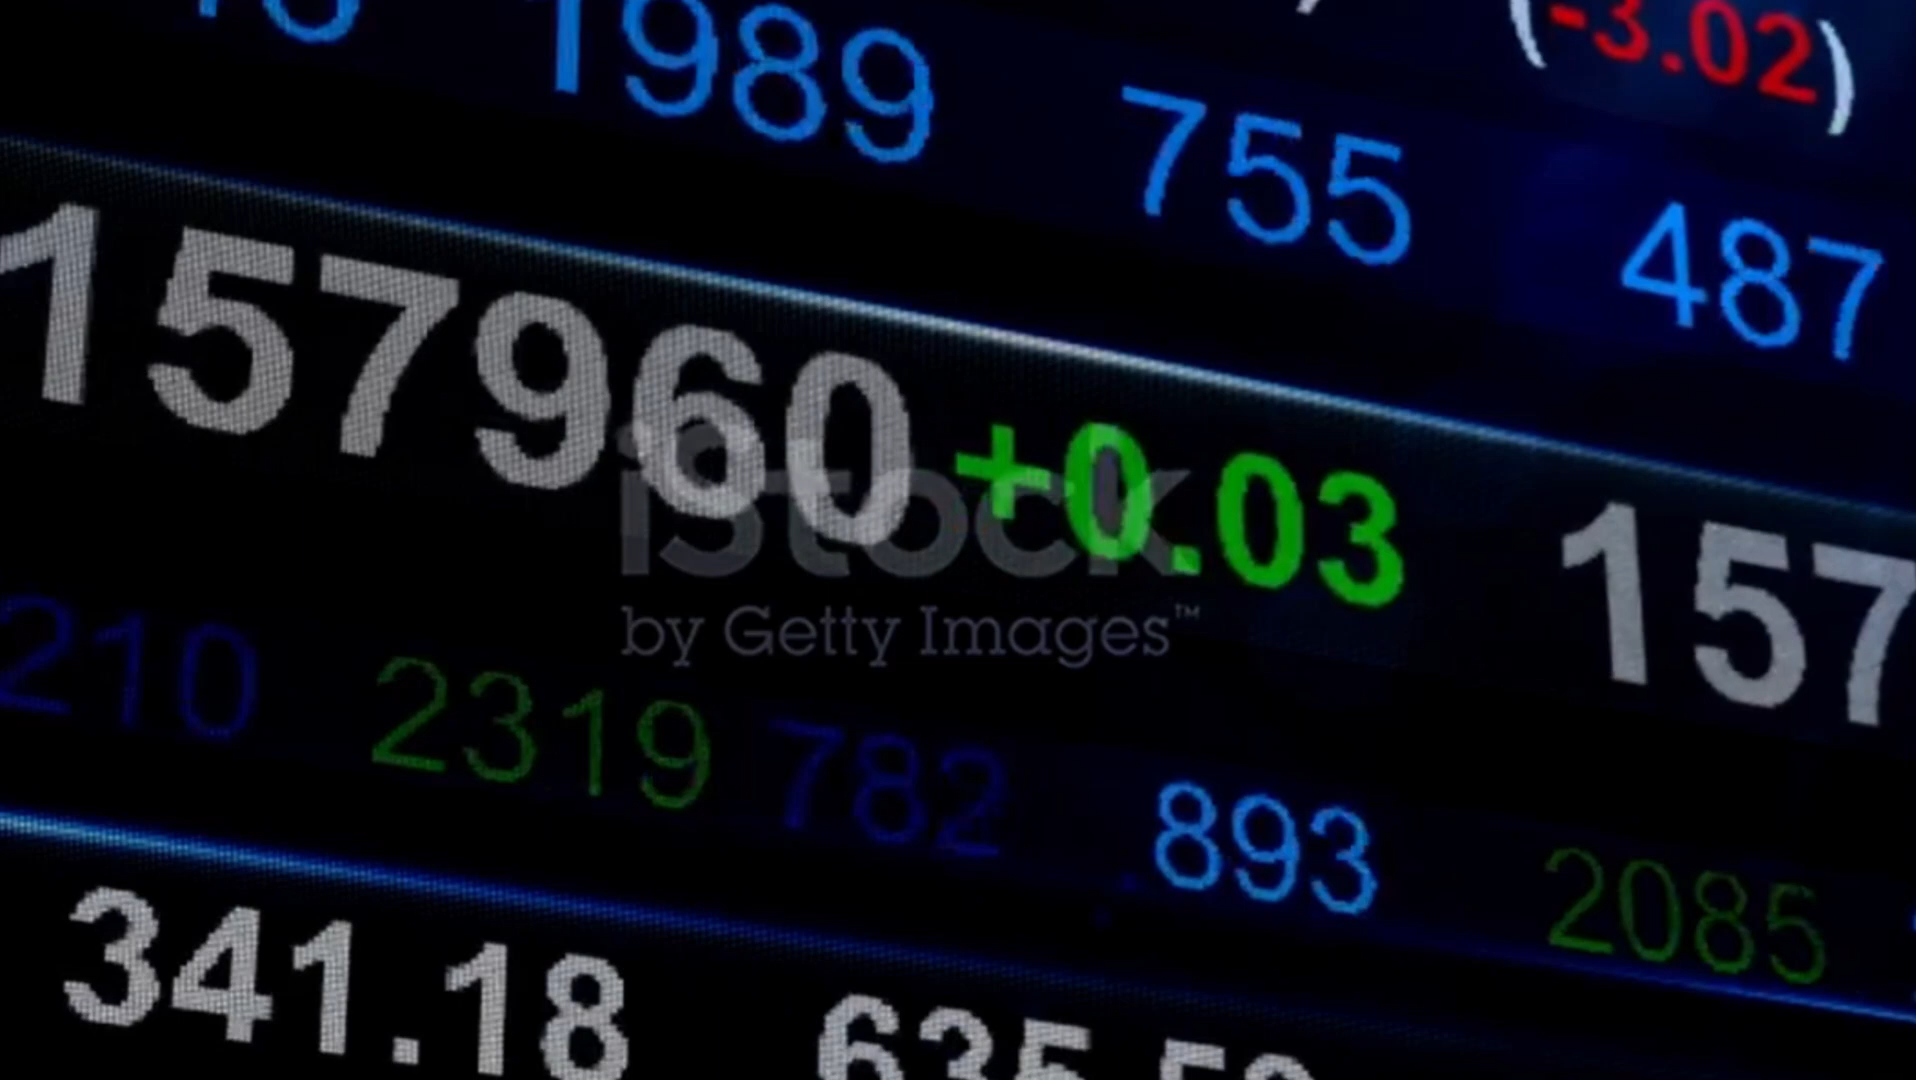 1989 755 487
(-3.02)
157960 +0.03 157
210 2319 782 893 2085
341.18
iStock
by Getty Images™